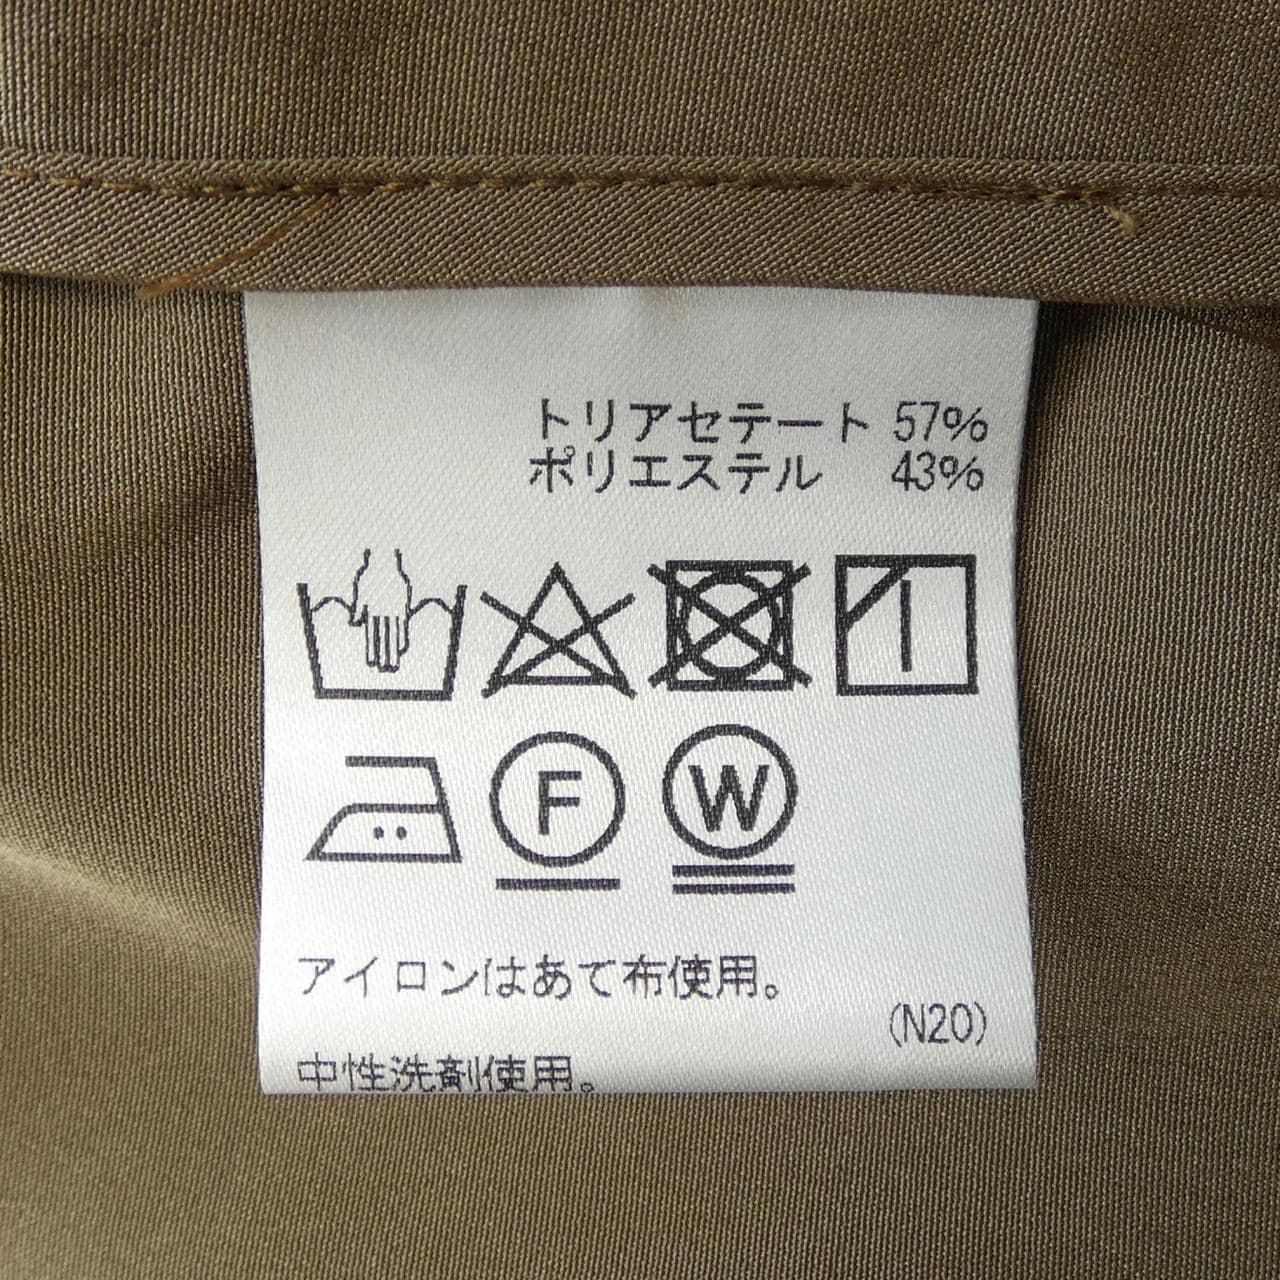 トリアセテート 57%
ポリエステル 43%
F W
アイロンはあて布使用。
(N20)
中性洗剤使用。